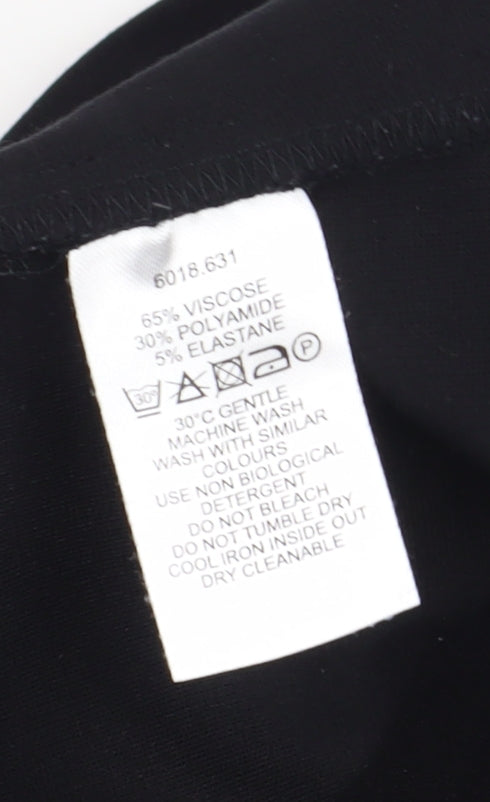 6018.631
65% VISCOSE
30% POLYAMIDE
5% ELASTANE
30° P
30°C GENTLE
MACHINE WASH
WASH WITH SIMILAR
COLOURS
USE NON BIOLOGICAL
DETERGENT
DO NOT BLEACH
DO NOT TUMBLE DRY
COOL IRON INSIDE OUT
DRY CLEANABLE